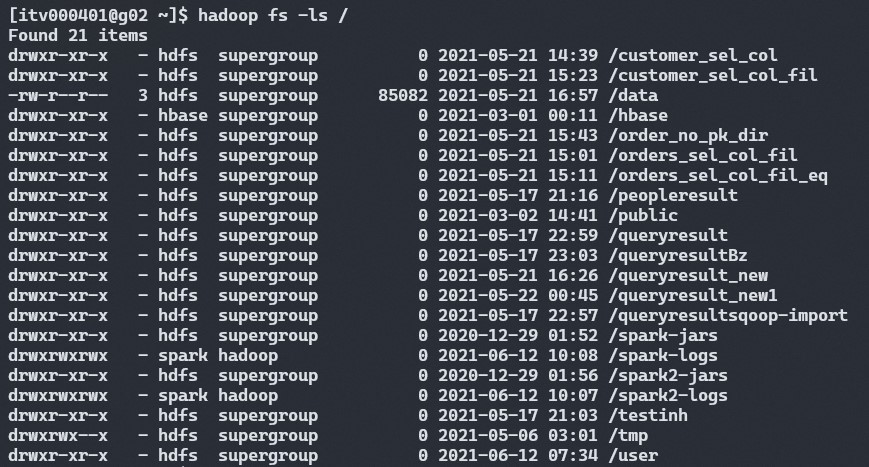 [itv000401@g02 ~]$ hadoop fs -ls /
Found 21 items
drwxr-xr-x   - hdfs  supergroup          0 2021-05-21 14:39 /customer_sel_col
drwxr-xr-x   - hdfs  supergroup          0 2021-05-21 15:23 /customer_sel_col_fil
-rw-r--r--   3 hdfs  supergroup      85082 2021-05-21 16:57 /data
drwxr-xr-x   - hbase supergroup          0 2021-03-01 00:11 /hbase
drwxr-xr-x   - hdfs  supergroup          0 2021-05-21 15:43 /order_no_pk_dir
drwxr-xr-x   - hdfs  supergroup          0 2021-05-21 15:01 /orders_sel_col_fil
drwxr-xr-x   - hdfs  supergroup          0 2021-05-21 15:11 /orders_sel_col_fil_eq
drwxr-xr-x   - hdfs  supergroup          0 2021-05-17 21:16 /peopleresult
drwxr-xr-x   - hdfs  supergroup          0 2021-03-02 14:41 /public
drwxr-xr-x   - hdfs  supergroup          0 2021-05-17 22:59 /queryresult
drwxr-xr-x   - hdfs  supergroup          0 2021-05-17 23:03 /queryresultBz
drwxr-xr-x   - hdfs  supergroup          0 2021-05-21 16:26 /queryresult_new
drwxr-xr-x   - hdfs  supergroup          0 2021-05-22 00:45 /queryresult_new1
drwxr-xr-x   - hdfs  supergroup          0 2021-05-17 22:57 /queryresultsqoop-import
drwxr-xr-x   - hdfs  supergroup          0 2020-12-29 01:52 /spark-jars
drwxrwxrwx   - spark hadoop              0 2021-06-12 10:08 /spark-logs
drwxr-xr-x   - hdfs  supergroup          0 2020-12-29 01:56 /spark2-jars
drwxrwxrwx   - spark hadoop              0 2021-06-12 10:07 /spark2-logs
drwxr-xr-x   - hdfs  supergroup          0 2021-05-17 21:03 /testinh
drwxrwx--x   - hdfs  supergroup          0 2021-05-06 03:01 /tmp
drwxr-xr-x   - hdfs  supergroup          0 2021-06-12 07:34 /user